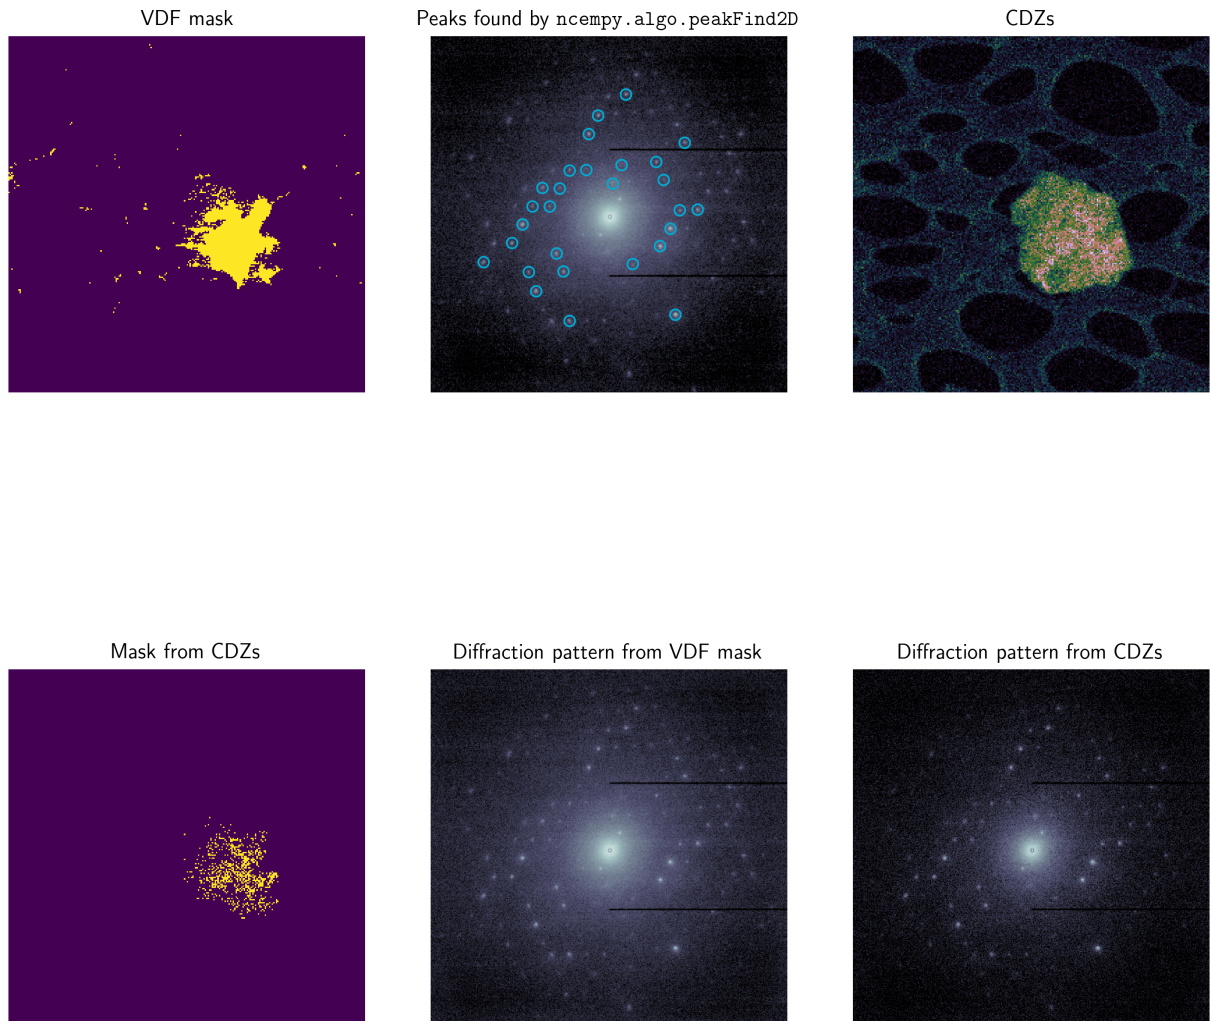 VDF mask
Peaks found by ncempy.algo.peakFind2D
CDZs
Mask from CDZs
Diffraction pattern from VDF mask
Diffraction pattern from CDZs